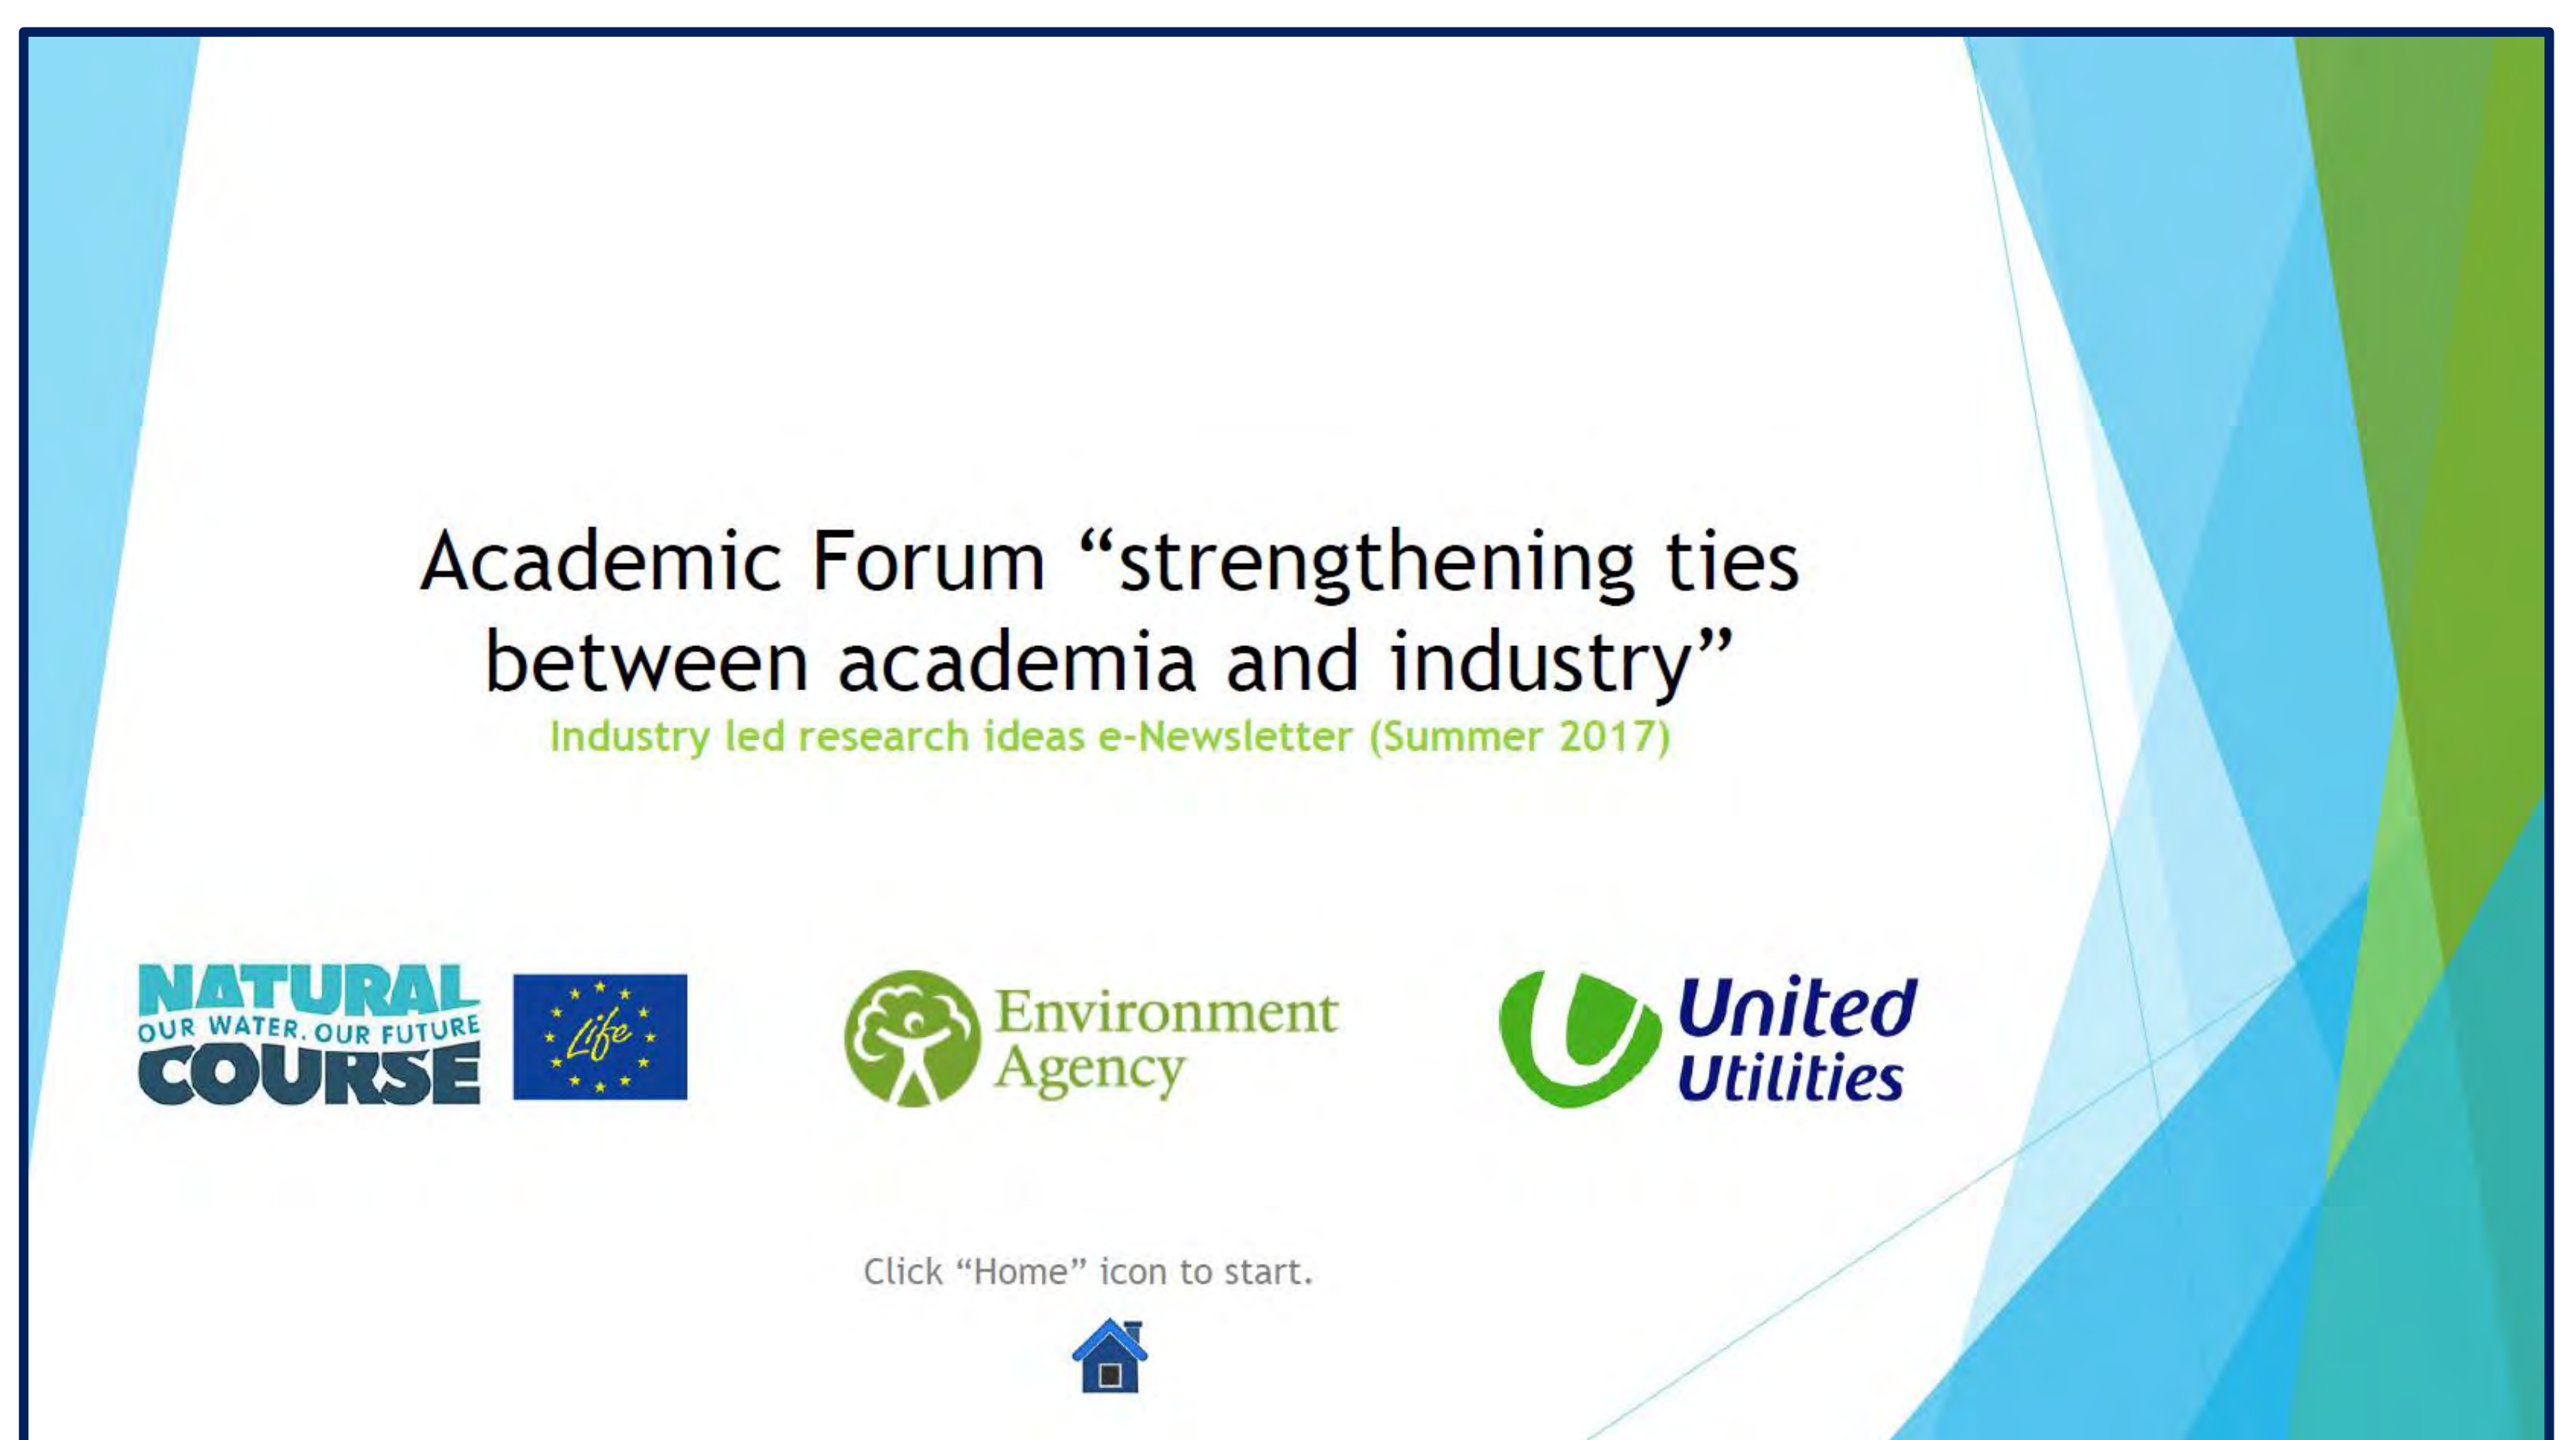 Academic Forum “strengthening ties
between academia and industry”
Industry led research ideas e-Newsletter (Summer 2017)
NATURAL
OUR WATER. OUR FUTURE
COURSE
Life
Environment
Agency
United
Utilities
Click “Home” icon to start.